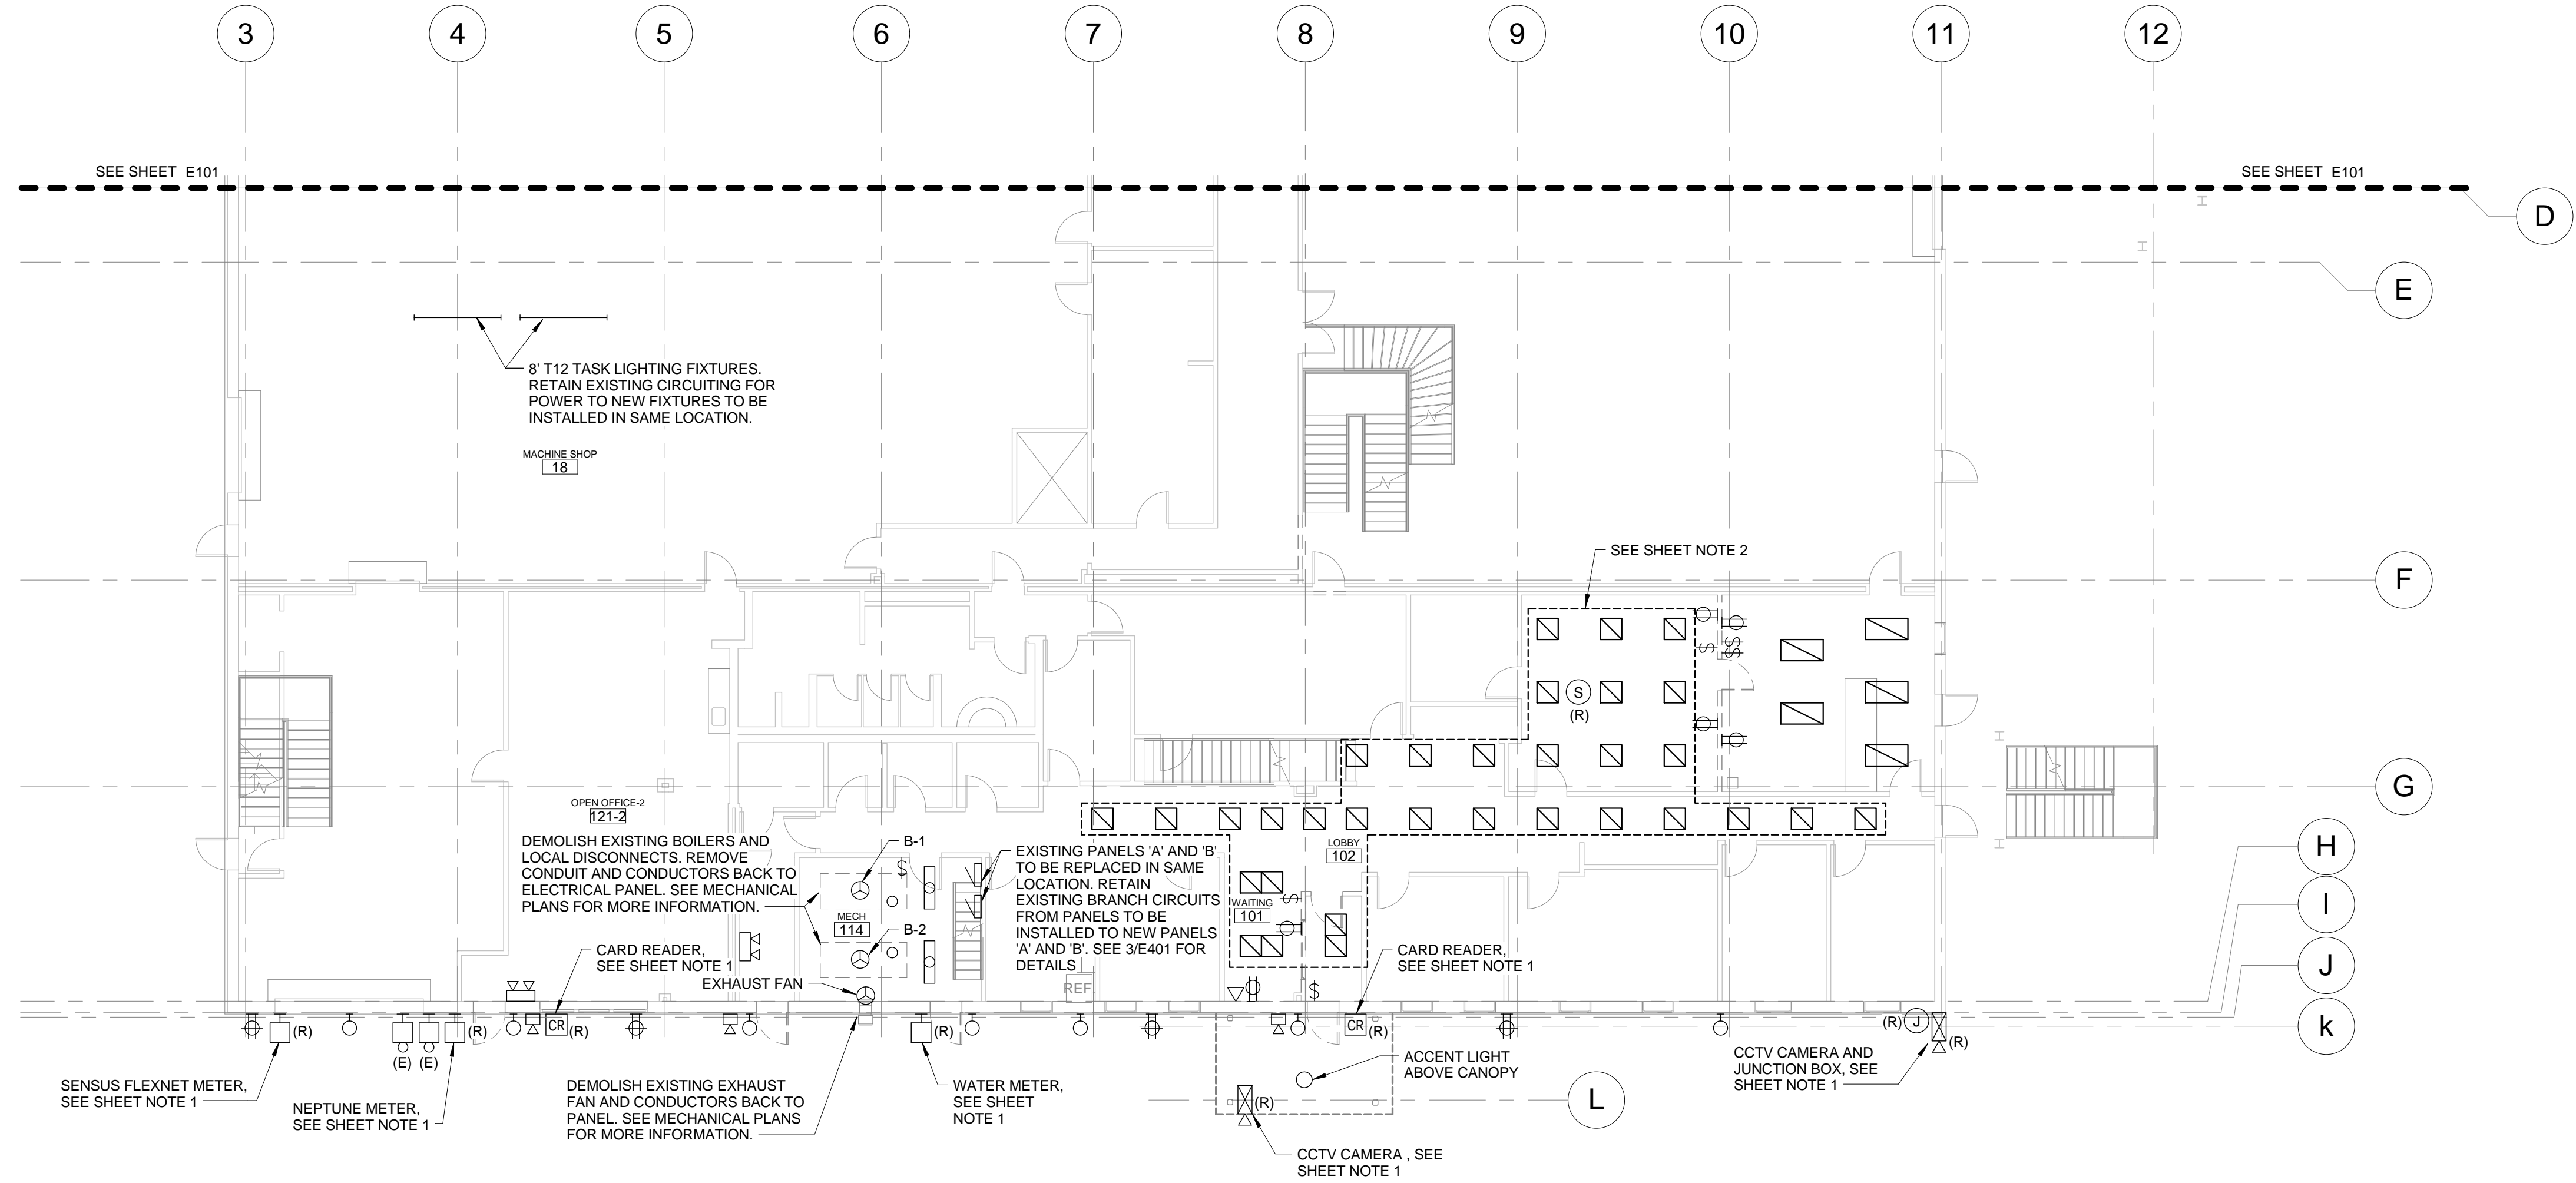 3
4
5
6
7
8
9
10
11
12
SEE SHEET E101
SEE SHEET E101
D
E
8' T12 TASK LIGHTING FIXTURES.
RETAIN EXISTING CIRCUITING FOR
POWER TO NEW FIXTURES TO BE
INSTALLED IN SAME LOCATION.
MACHINE SHOP
18
SEE SHEET NOTE 2
F
$
$$
S
(R)
G
OPEN OFFICE-2
121-2
DEMOLISH EXISTING BOILERS AND
LOCAL DISCONNECTS. REMOVE
CONDUIT AND CONDUCTORS BACK TO
ELECTRICAL PANEL. SEE MECHANICAL
PLANS FOR MORE INFORMATION.
B-1
$
MECH
114
B-2
EXISTING PANELS 'A' AND 'B'
TO BE REPLACED IN SAME
LOCATION. RETAIN
EXISTING BRANCH CIRCUITS
FROM PANELS TO BE
INSTALLED TO NEW PANELS
'A' AND 'B'. SEE 3/E401 FOR
DETAILS
LOBBY
102
WAITING
101
$
H
I
J
k
CARD READER,
SEE SHEET NOTE 1
EXHAUST FAN
REF.
$
CARD READER,
SEE SHEET NOTE 1
(R)
(E)
(E)
(R)
CR
(R)
(R)
CR
(R)
(R)
J
(R)
SENSUS FLEXNET METER,
SEE SHEET NOTE 1
NEPTUNE METER,
SEE SHEET NOTE 1
DEMOLISH EXISTING EXHAUST
FAN AND CONDUCTORS BACK TO
PANEL. SEE MECHANICAL PLANS
FOR MORE INFORMATION.
WATER METER,
SEE SHEET
NOTE 1
(R)
ACCENT LIGHT
ABOVE CANOPY
L
CCTV CAMERA AND
JUNCTION BOX, SEE
SHEET NOTE 1
CCTV CAMERA , SEE
SHEET NOTE 1